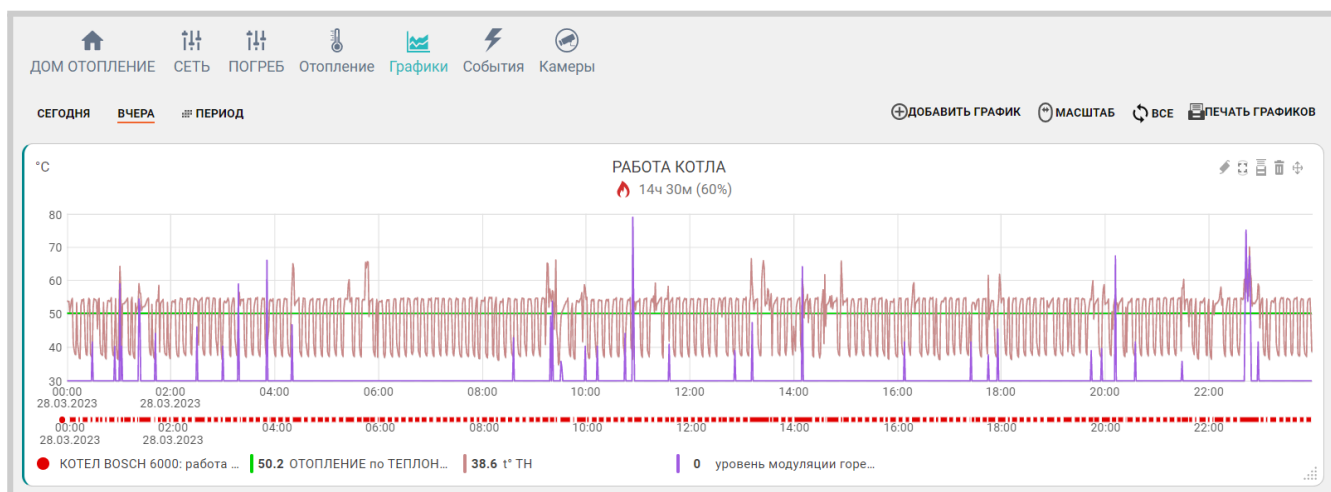 ДОМ ОТОПЛЕНИЕ СЕТЬ ПОГРЕБ Отопление Графики События Камеры
СЕГОДНЯ ВЧЕРА ПЕРИОД ДОБАВИТЬ ГРАФИК МАСШТАБ ВСЕ ПЕЧАТЬ ГРАФИКОВ
°C РАБОТА КОТЛА
14ч 30м (60%)
80
70
60
50
40
30
00:00 02:00 04:00 06:00 08:00 10:00 12:00 14:00 16:00 18:00 20:00 22:00
28.03.2023 28.03.2023
00:00 02:00 04:00 06:00 08:00 10:00 12:00 14:00 16:00 18:00 20:00 22:00
28.03.2023 28.03.2023
КОТЕЛ BOSCH 6000: работа ... 50.2 ОТОПЛЕНИЕ по ТЕПЛОН... 38.6 t° ТН 0 уровень модуляции горе...